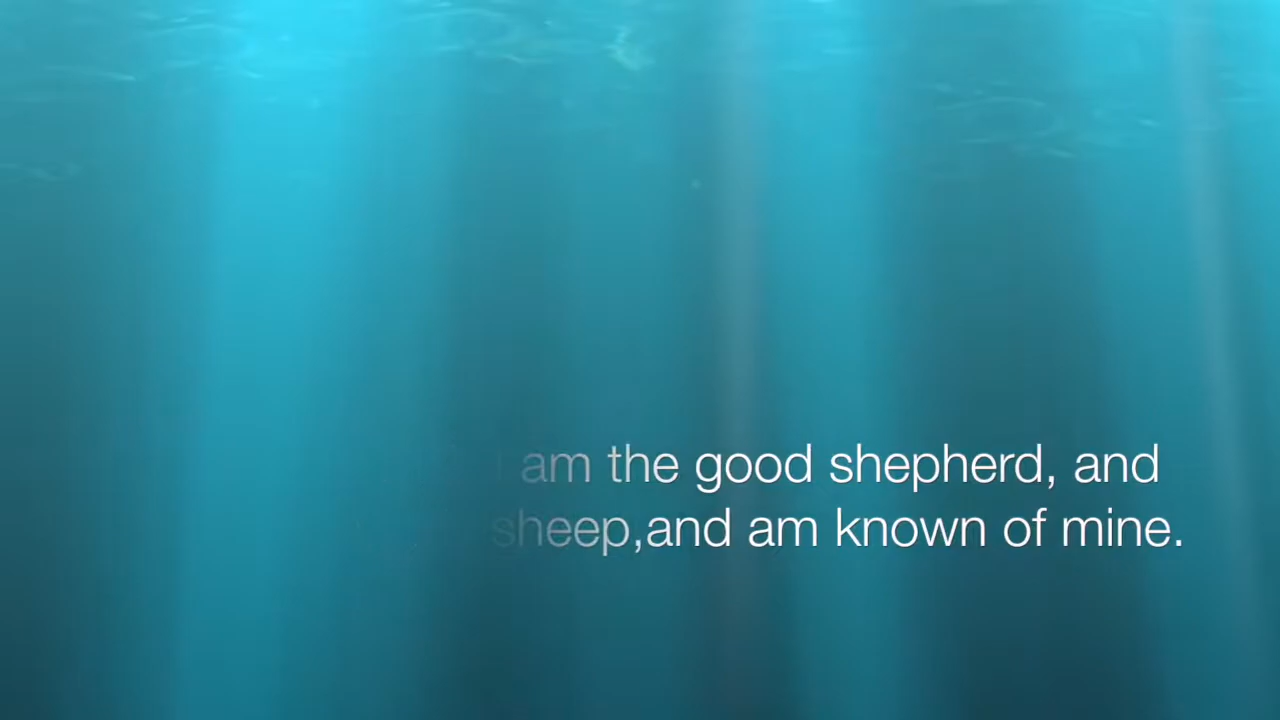 I am the good shepherd, and
sheep,and am known of mine.